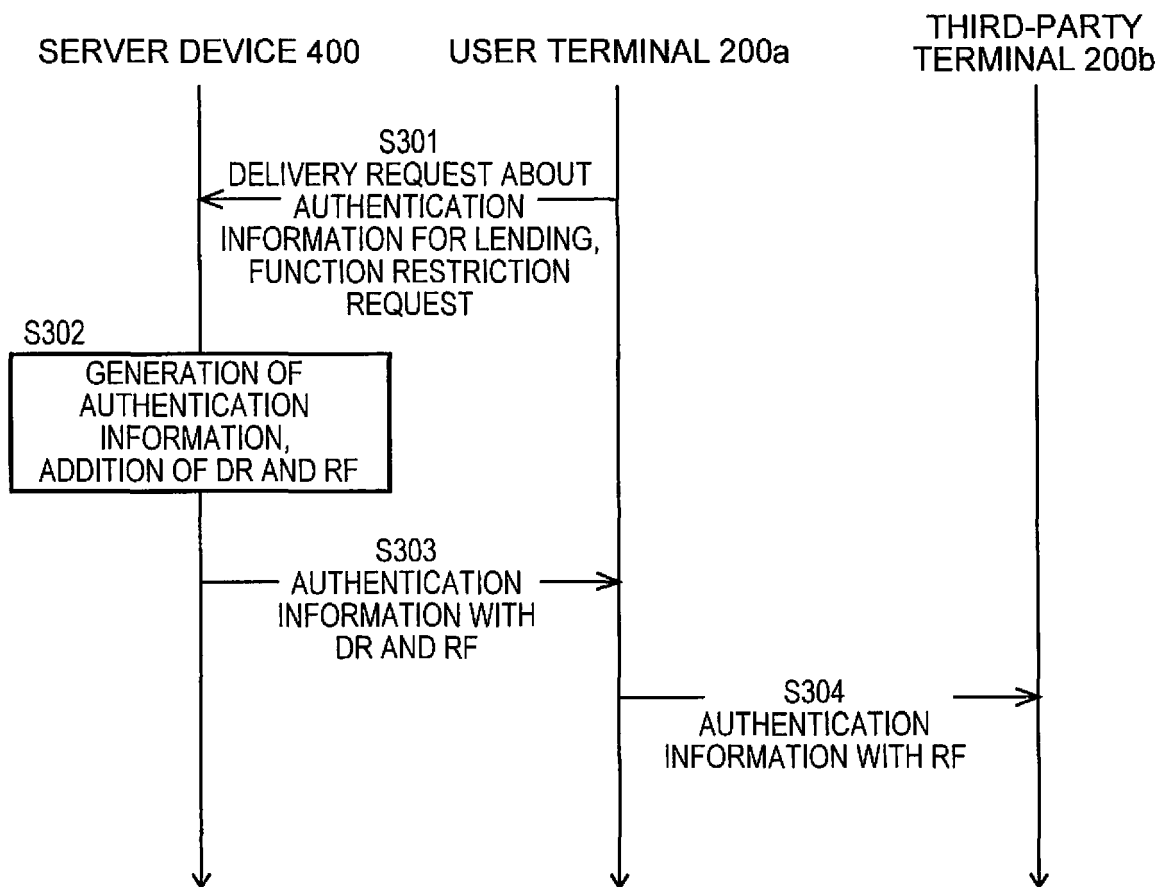 SERVER DEVICE 400
USER TERMINAL 200a
THIRD-PARTY
TERMINAL 200b
S301
DELIVERY REQUEST ABOUT
AUTHENTICATION
INFORMATION FOR LENDING,
FUNCTION RESTRICTION
REQUEST
S302
GENERATION OF
AUTHENTICATION
INFORMATION,
ADDITION OF DR AND RF
S303
AUTHENTICATION
INFORMATION WITH
DR AND RF
S304
AUTHENTICATION
INFORMATION WITH RF